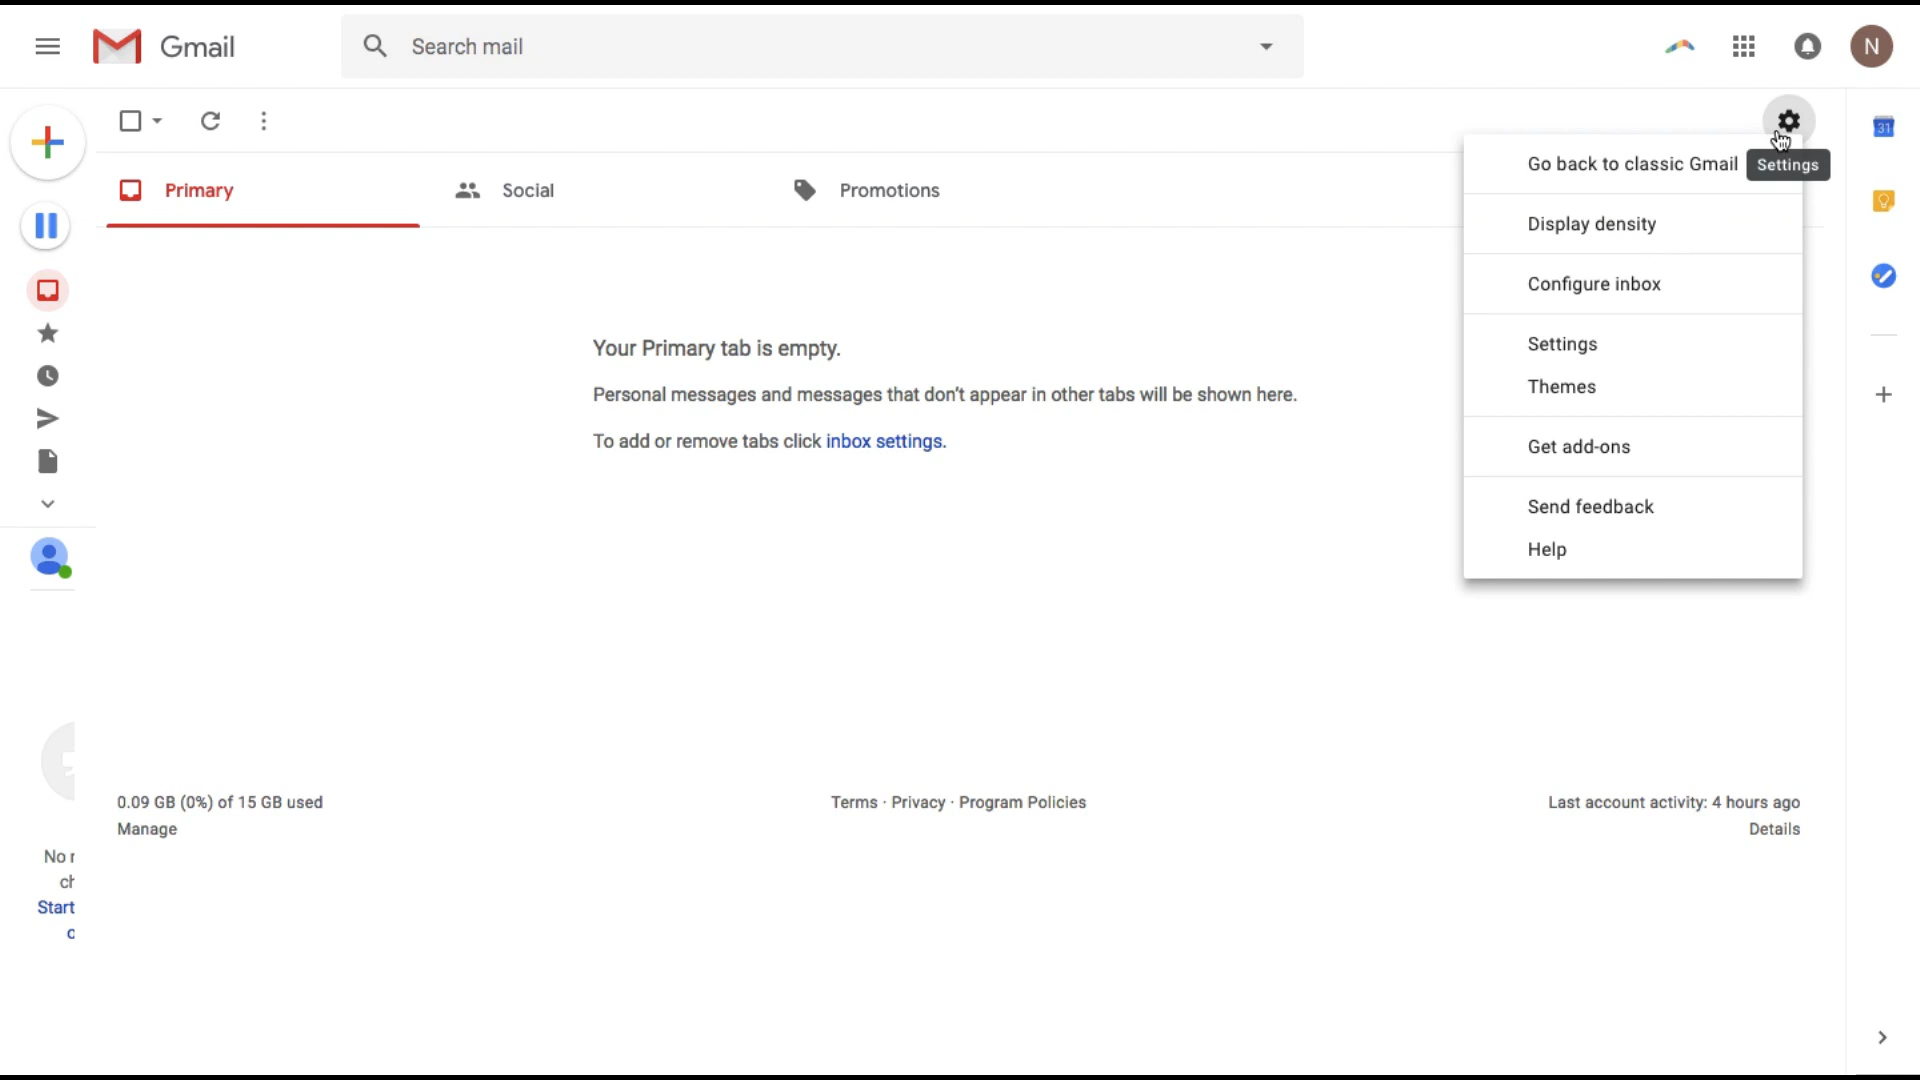 Gmail
Search mail
N
Go back to classic Gmail
Settings
31
Primary
Social
Promotions
Display density
Configure inbox
Settings
Themes
Get add-ons
Send feedback
Help
Your Primary tab is empty.
Personal messages and messages that don't appear in other tabs will be shown here.
To add or remove tabs click inbox settings.
0.09 GB (0%) of 15 GB used
Manage
Terms · Privacy · Program Policies
Last account activity: 4 hours ago
Details
No
Start